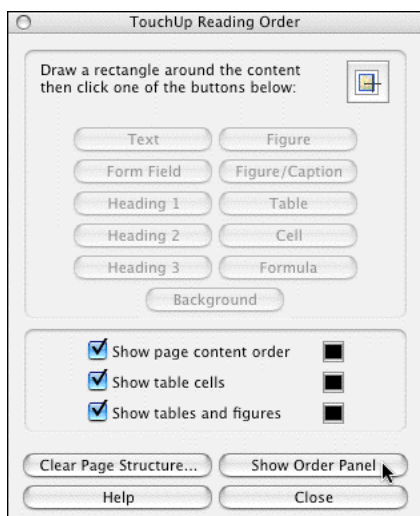 TouchUp Reading Order
Draw a rectangle around the content
then click one of the buttons below:
Text Figure
Form Field Figure/Caption
Heading 1 Table
Heading 2 Cell
Heading 3 Formula
Background
Show page content order
Show table cells
Show tables and figures
Clear Page Structure... Show Order Panel
Help Close